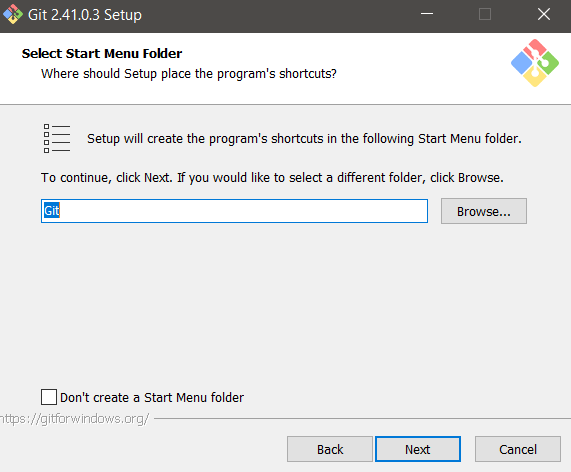 Git 2.41.0.3 Setup
Select Start Menu Folder
Where should Setup place the program's shortcuts?
Setup will create the program's shortcuts in the following Start Menu folder.
To continue, click Next. If you would like to select a different folder, click Browse.
Git
Browse...
Don't create a Start Menu folder
https://gitforwindows.org/
Back
Next
Cancel